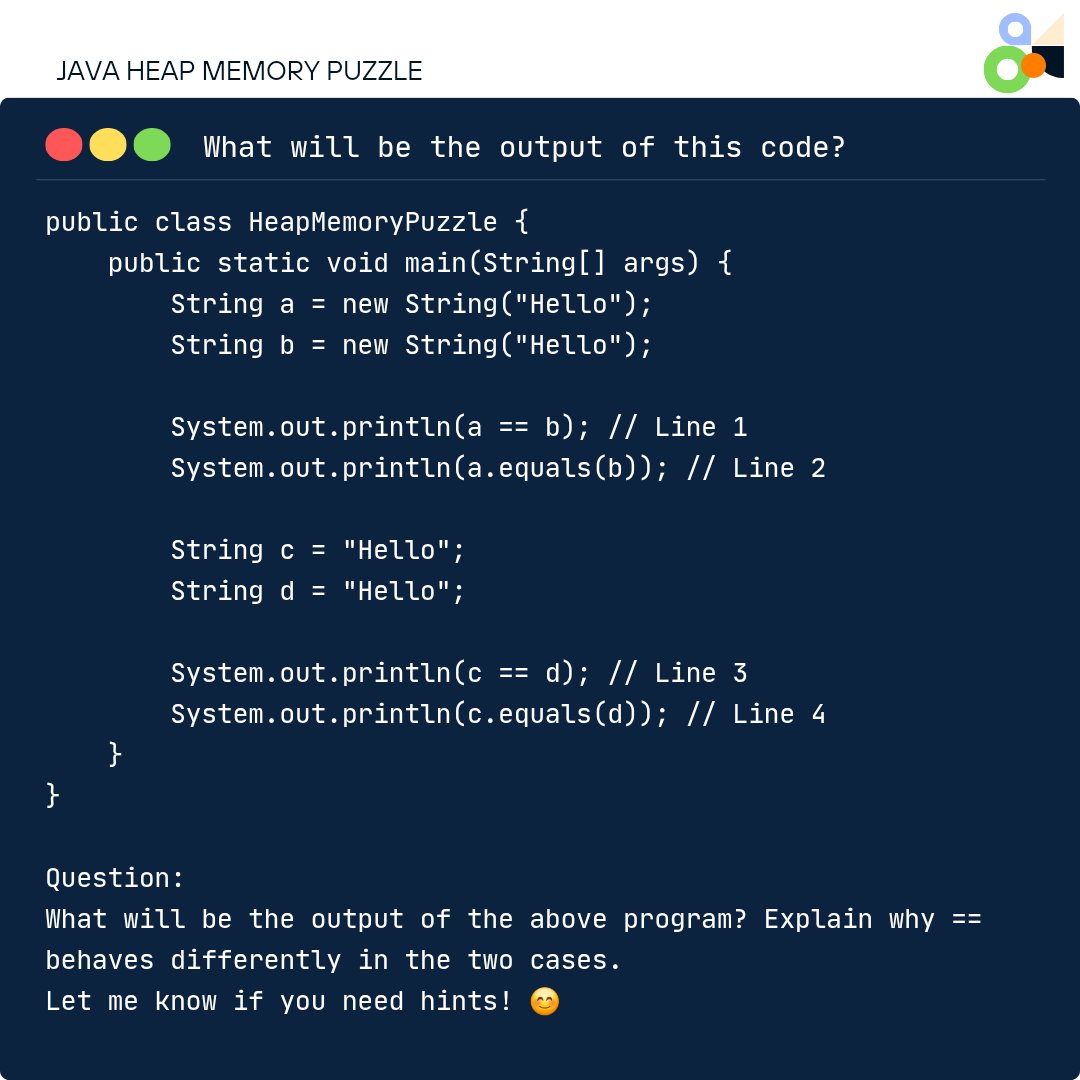 JAVA HEAP MEMORY PUZZLE
What will be the output of this code?
public class HeapMemoryPuzzle {
    public static void main(String[] args) {
        String a = new String("Hello");
        String b = new String("Hello");

        System.out.println(a == b); // Line 1
        System.out.println(a.equals(b)); // Line 2

        String c = "Hello";
        String d = "Hello";

        System.out.println(c == d); // Line 3
        System.out.println(c.equals(d)); // Line 4
    }
}

Question:
What will be the output of the above program? Explain why ==
behaves differently in the two cases.
Let me know if you need hints! 😊